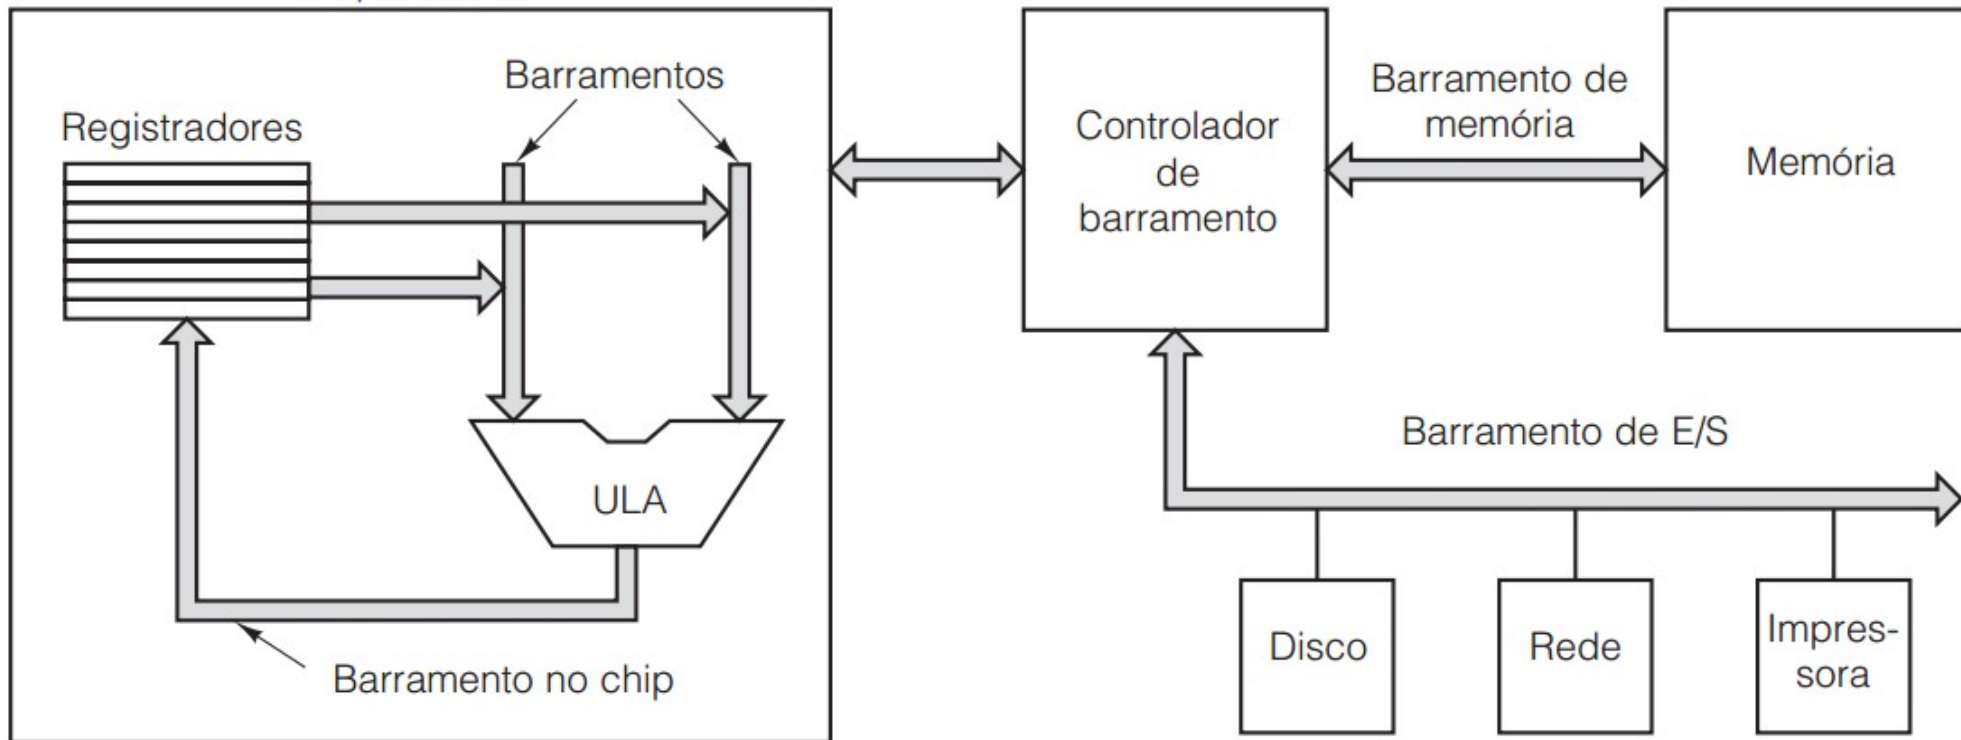 Barramentos
Registradores
ULA
Barramento no chip
Controlador
de
barramento
Barramento de
memória
Memória
Barramento de E/S
Disco
Rede
Impres-
sora